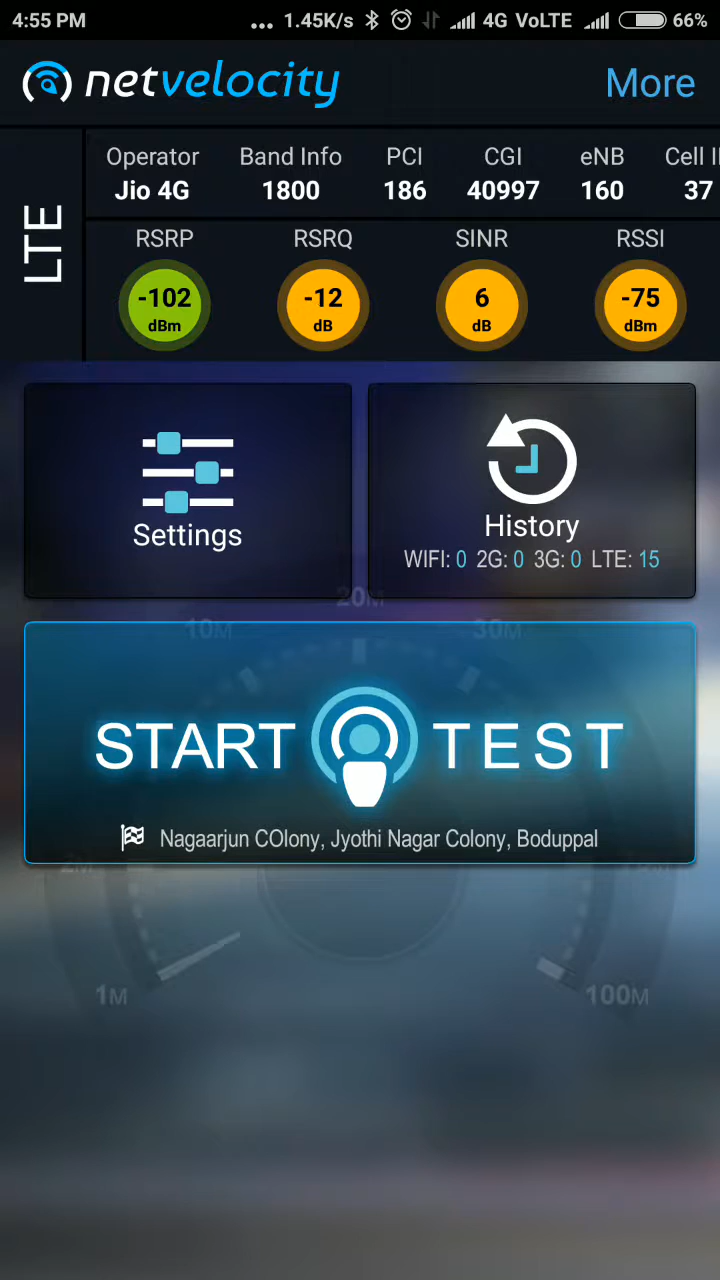 4:55 PM ... 1.45K/s 4G VoLTE 66%
netvelocity More
LTE
Operator Band Info PCI CGI eNB Cell I
Jio 4G 1800 186 40997 160 37
RSRP RSRQ SINR RSSI
-102 -12 6 -75
dBm dB dB dBm
Settings
History
WIFI: 0 2G: 0 3G: 0 LTE: 15
20M
10M 30M
START TEST
Nagaarjun COlony, Jyothi Nagar Colony, Boduppal
2M
1M 100M